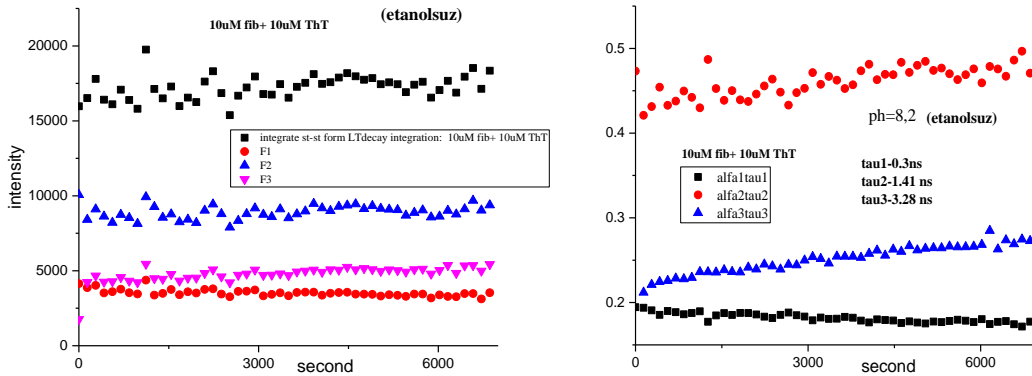 10uM fib+ 10uM ThT
(etanolsuz)
20000
15000
10000
5000
0
intensity
integrate st-st form LTdecay integration: 10uM fib+ 10uM ThT
F1
F2
F3
0
3000
6000
second
0.5
0.4
0.3
0.2
ph=8,2 (etanolsuz)
10uM fib+ 10uM ThT
alfa1tau1
alfa2tau2
alfa3tau3
tau1-0.3ns
tau2-1.41 ns
tau3-3.28 ns
0
3000
6000
second